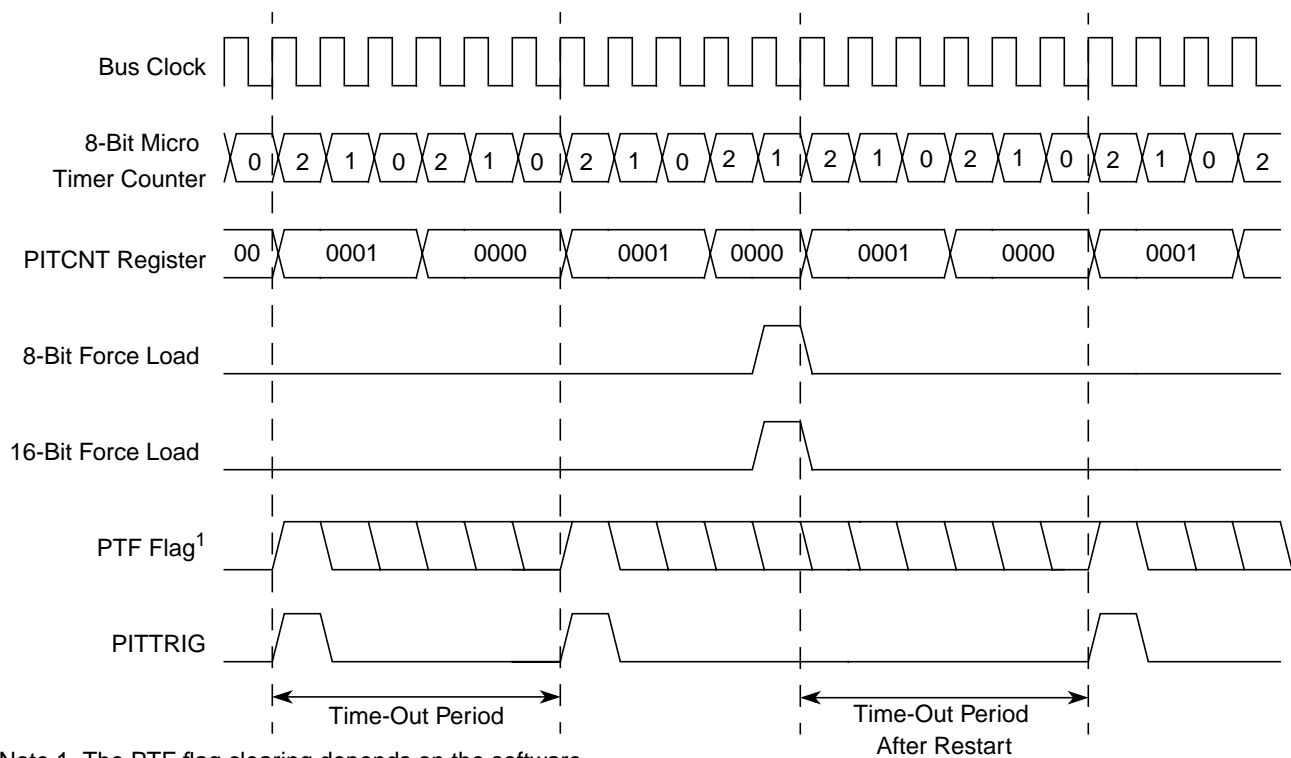 Bus Clock
8-Bit Micro
Timer Counter
0 2 1 0 2 1 0 2 1 0 2 1 2 1 0 2 1 0 2 1 0 2
PITCNT Register
00 0001 0000 0001 0000 0001 0000 0001
8-Bit Force Load
16-Bit Force Load
PTF Flag1
PITTRIG
Time-Out Period
Time-Out Period
After Restart
Note 1. The PTF flag clearing depends on the software